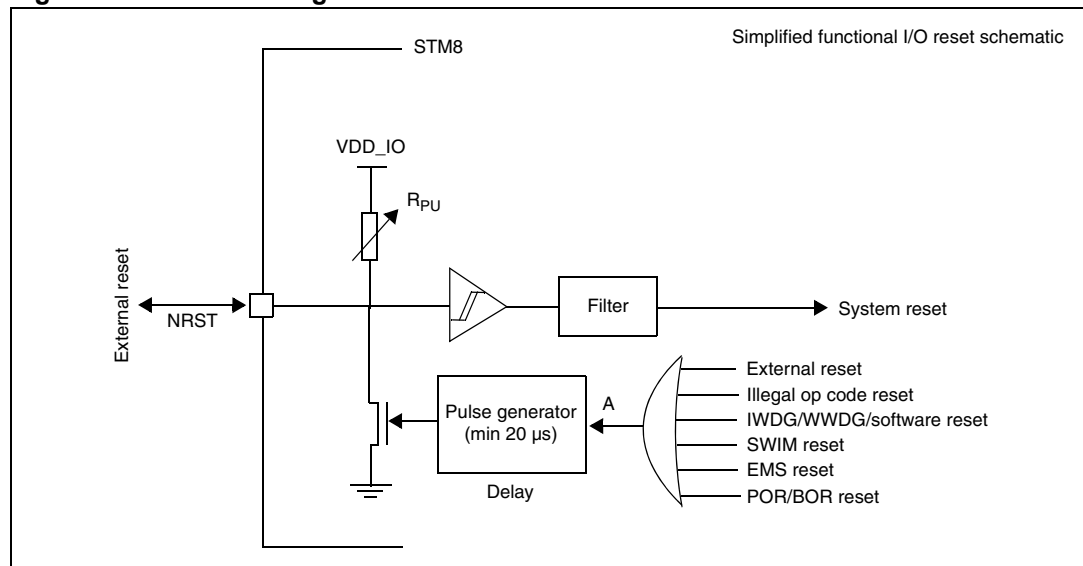 Simplified functional I/O reset schematic
STM8
VDD_IO
RPU
External reset
NRST
Filter
System reset
External reset
Illegal op code reset
IWDG/WWDG/software reset
SWIM reset
EMS reset
POR/BOR reset
A
Pulse generator
(min 20 µs)
Delay